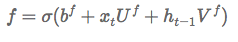 f = σ(b^f + x_t U^f + h_{t−1} V^f)